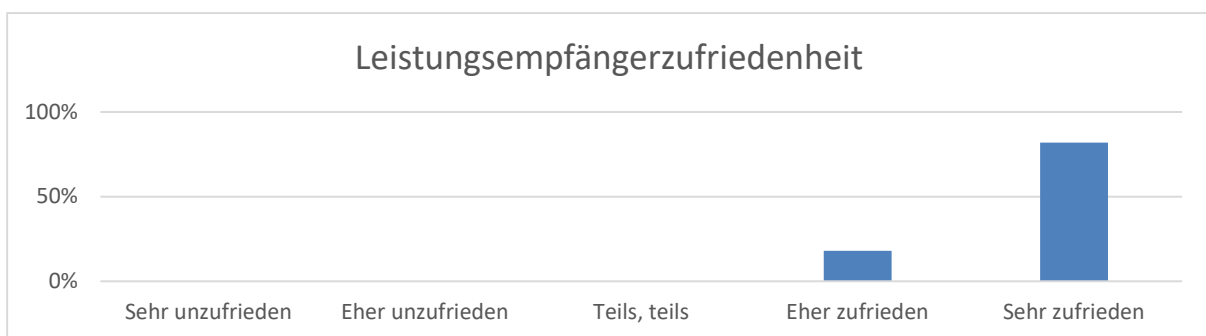 Leistungsempfängerzufriedenheit
100%
50%
0%
Sehr unzufrieden Eher unzufrieden Teils, teils Eher zufrieden Sehr zufrieden